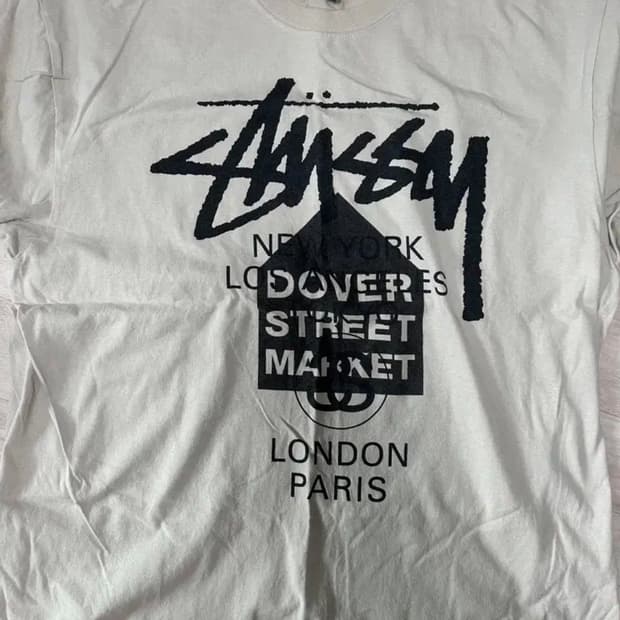 STÜSSY
NEW YORK
LOS ANGELES
DOVER
STREET
MARKET
LONDON
PARIS